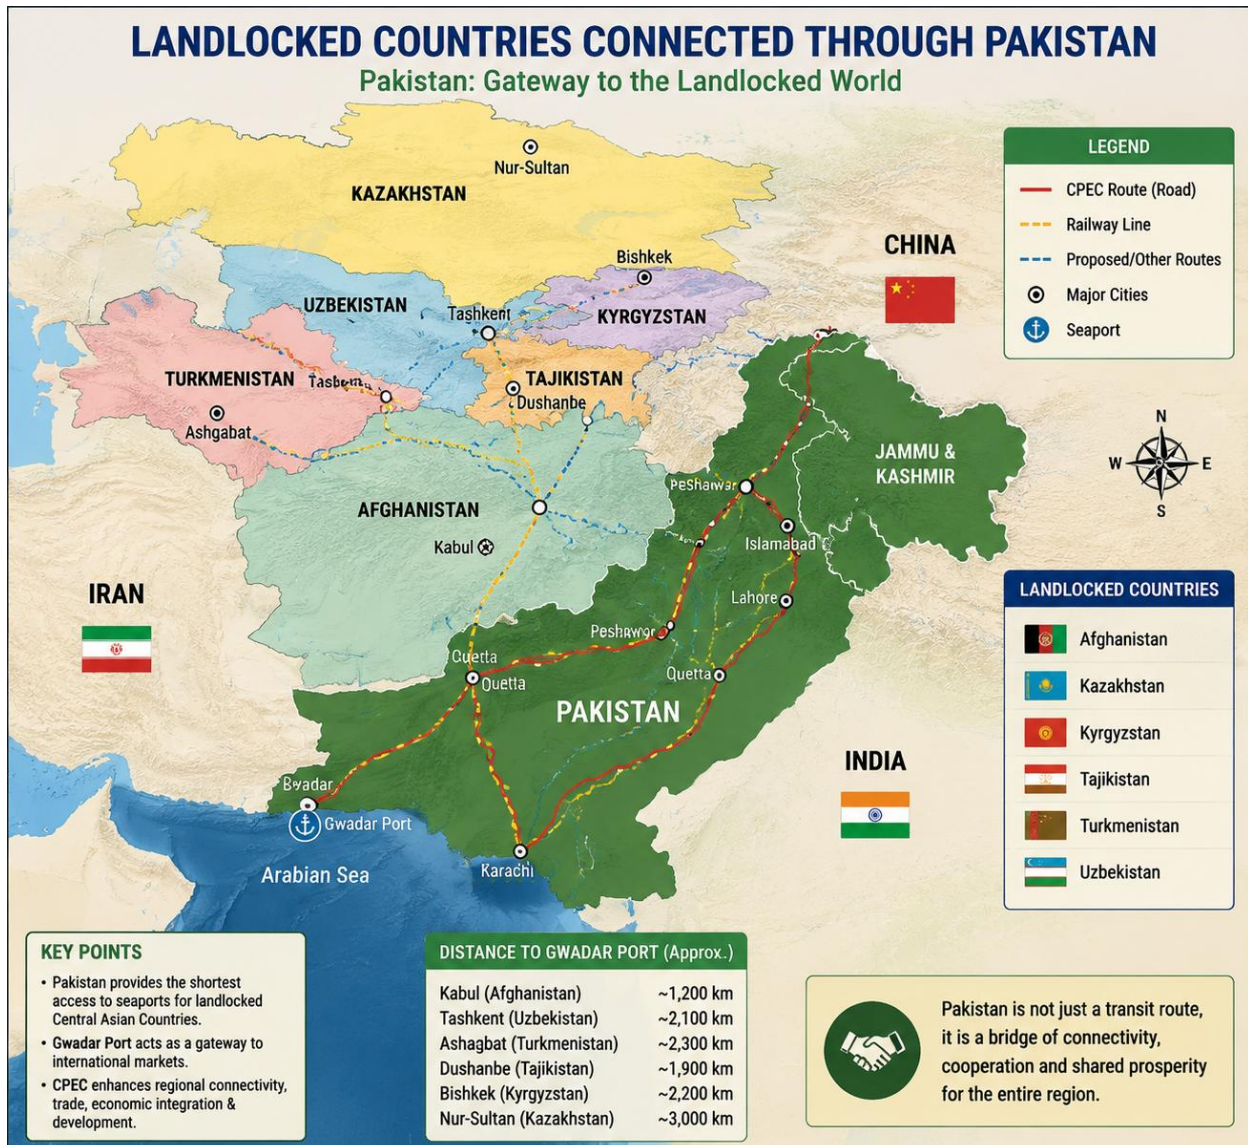 LANDLOCKED COUNTRIES CONNECTED THROUGH PAKISTAN
Pakistan: Gateway to the Landlocked World
Nur-Sultan
KAZAKHSTAN
LEGEND
CPEC Route (Road)
Railway Line
Proposed/Other Routes
Major Cities
Seaport
CHINA
Bishkek
UZBEKISTAN
Tashkent
KYRGYZSTAN
TURKMENISTAN
TAJIKISTAN
Dushanbe
Ashgabat
N
W
E
S
JAMMU &
KASHMIR
Peshawar
AFGHANISTAN
Kabul
Islamabad
IRAN
Lahore
Quetta
Quetta
PAKISTAN
INDIA
Bwadar
Gwadar Port
Karachi
Arabian Sea
LANDLOCKED COUNTRIES
Afghanistan
Kazakhstan
Kyrgyzstan
Tajikistan
Turkmenistan
Uzbekistan
KEY POINTS
• Pakistan provides the shortest
access to seaports for landlocked
Central Asian Countries.
• Gwadar Port acts as a gateway to
international markets.
• CPEC enhances regional connectivity,
trade, economic integration &
development.
DISTANCE TO GWADAR PORT (Approx.)
Kabul (Afghanistan) ~1,200 km
Tashkent (Uzbekistan) ~2,100 km
Ashagbat (Turkmenistan) ~2,300 km
Dushanbe (Tajikistan) ~1,900 km
Bishkek (Kyrgyzstan) ~2,200 km
Nur-Sultan (Kazakhstan) ~3,000 km
Pakistan is not just a transit route,
it is a bridge of connectivity,
cooperation and shared prosperity
for the entire region.